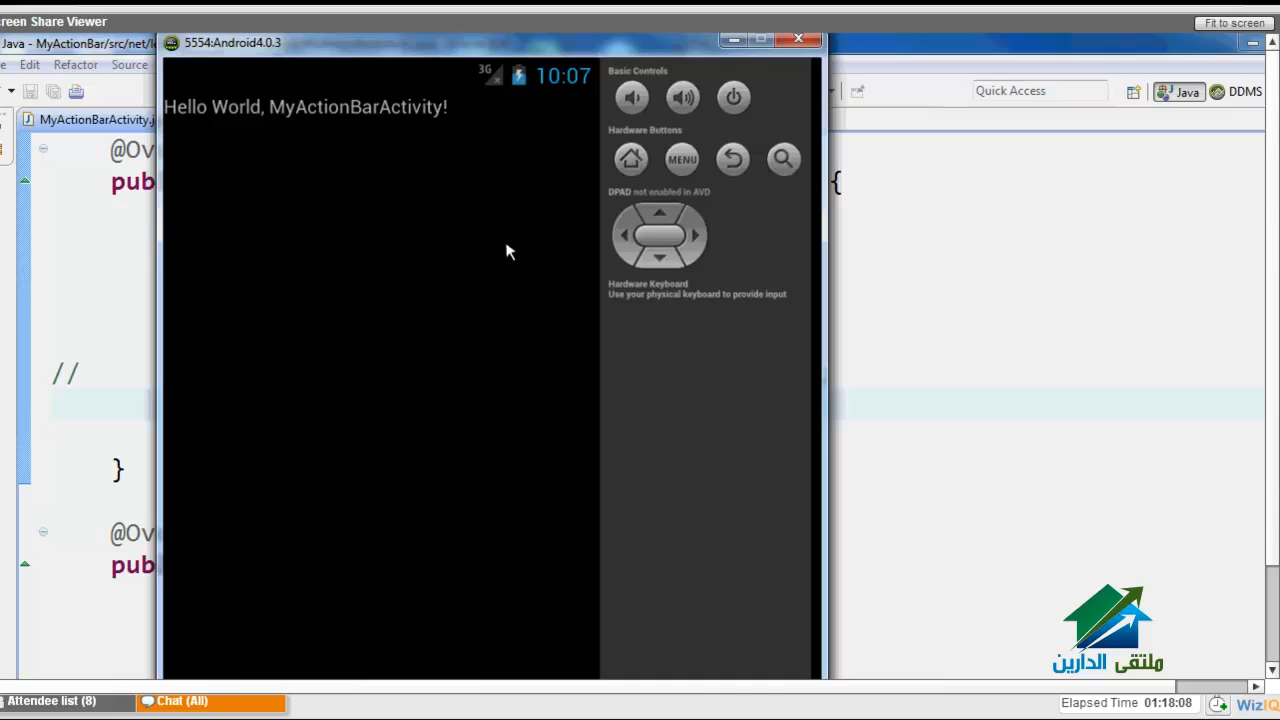 reen Share Viewer
Fit to screen
Java - MyActionBar/src/net/l
5554:Android4.0.3
Edit Refactor Source
Quick Access
Java
DDMS
MyActionBarActivity.j
3G 10:07
Hello World, MyActionBarActivity!
Basic Controls
Hardware Buttons
MENU
DPAD not enabled in AVD
Hardware Keyboard
Use your physical keyboard to provide input
@Ov
pub
{
//
}
@Ov
pub
ملتقى الدارين
Attendee list (8)
Chat (All)
Elapsed Time 01:18:08
WizIQ